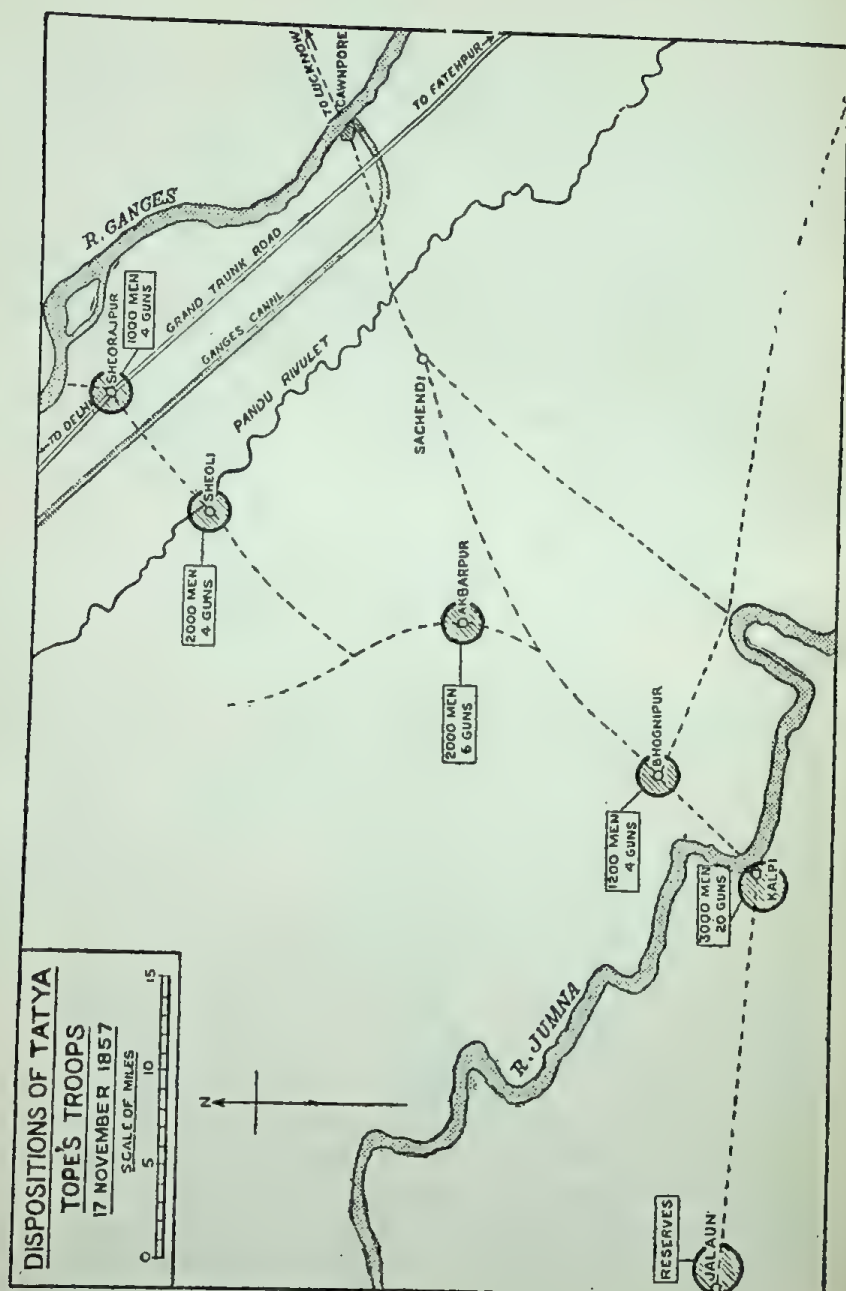 DISPOSITIONS OF TATYA
TOPE'S TROOPS
17 NOVEMBER 1857
SCALE OF MILES
0 5 10 15
N
TO LUCKNOW
CAWNPORE
TO FATEHPUR
R. GANGES
GRAND TRUNK ROAD
GANGES CANAL
TO DELHI
SHEORAJPUR
1000 MEN
4 GUNS
PANDU RIVULET
SHEOLI
2000 MEN
4 GUNS
SACHENDI
AKBARPUR
2000 MEN
6 GUNS
BHOGNIPUR
1200 MEN
4 GUNS
3000 MEN
20 GUNS
KALPI
R. JUMNA
RESERVES
JALAUN